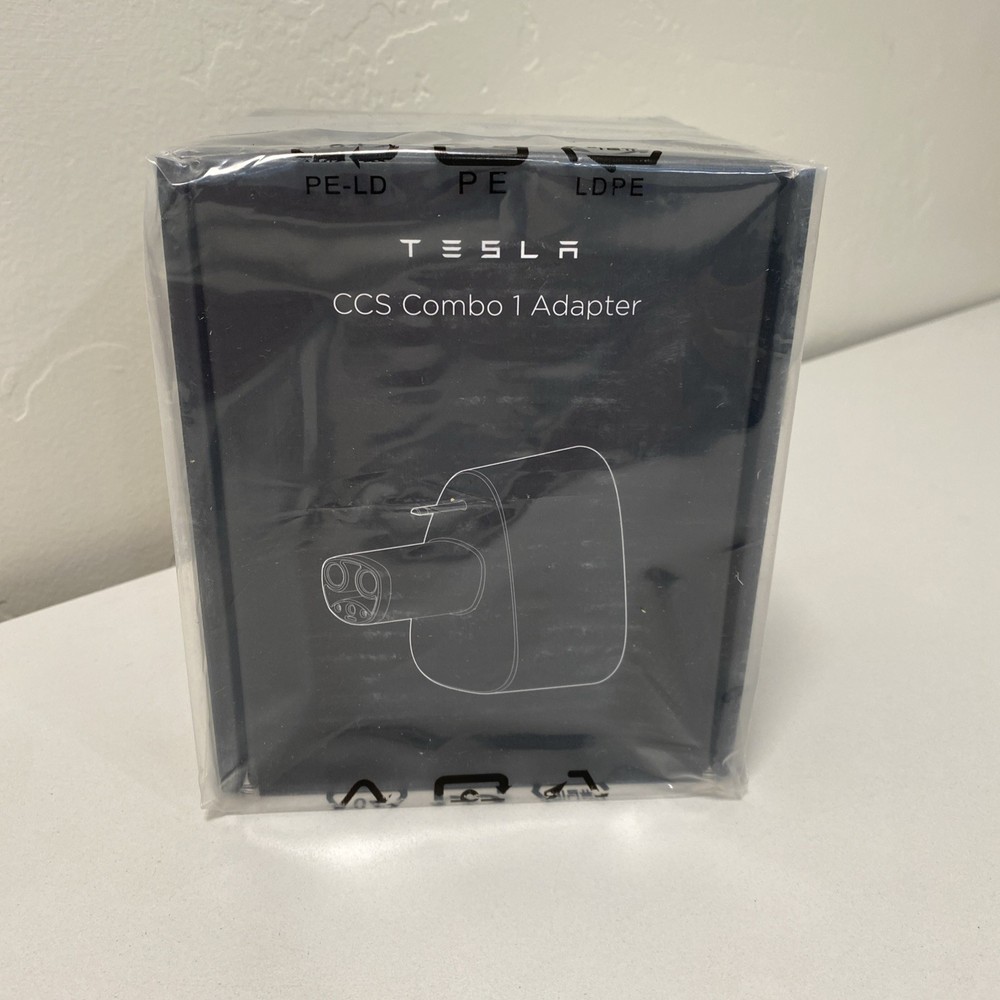 PE-LD PE LDPE
TESLA
CCS Combo 1 Adapter